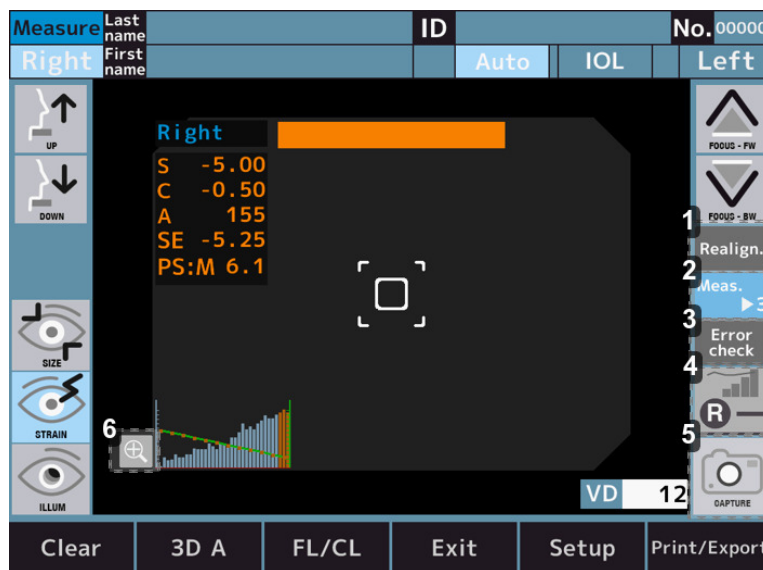 Measure Last name ID No. 00000
Right First name Auto IOL Left
UP
FOCUS - FW
DOWN
FOCUS - BW
Right
S -5.00
C -0.50
A 155
SE -5.25
PS:M 6.1
1
Realign.
2
Meas.
▶3
3
Error
check
4
SIZE
R
STRAIN
6
5
ILLUM
CAPTURE
VD 12
Clear 3D A FL/CL Exit Setup Print/Export